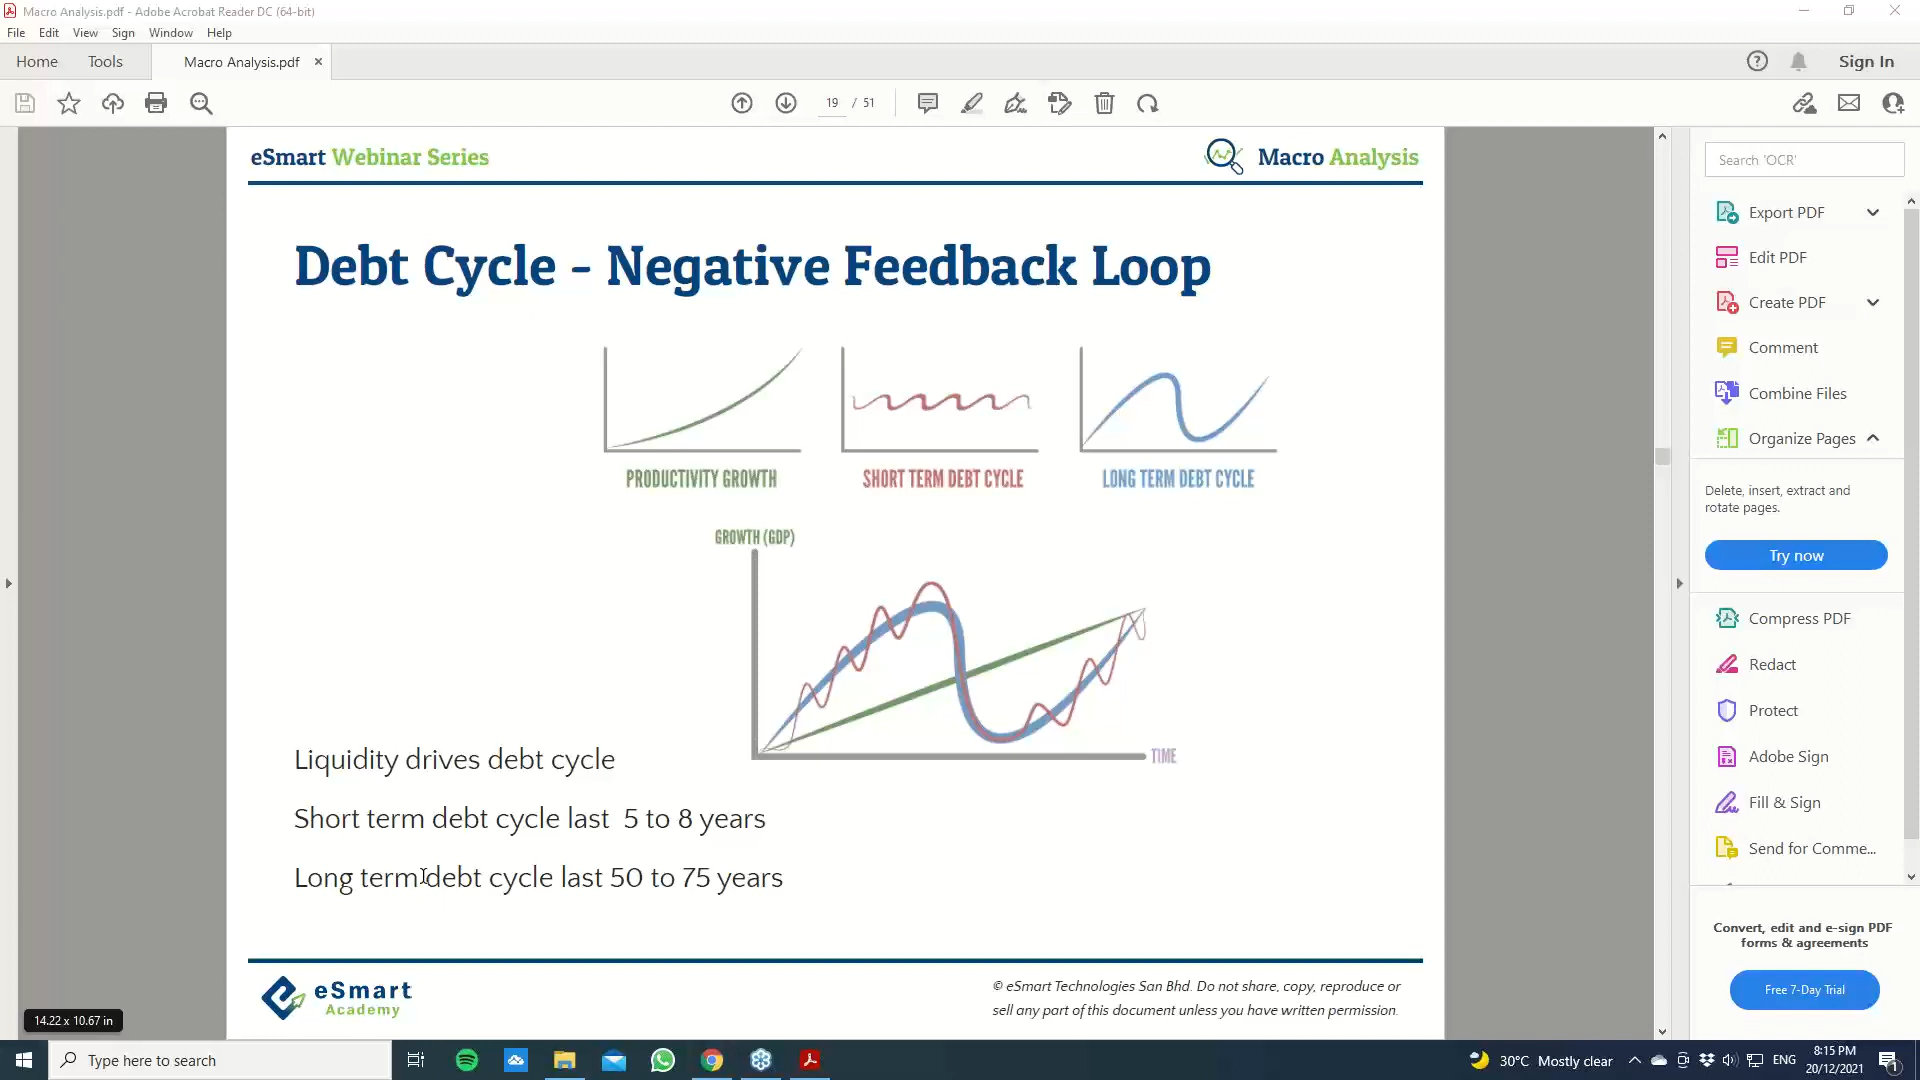 Macro Analysis.pdf - Adobe Acrobat Reader DC (64-bit)
File Edit View Sign Window Help
Home Tools Macro Analysis.pdf × Sign In
19 / 51
eSmart Webinar Series
Macro Analysis
Debt Cycle - Negative Feedback Loop
PRODUCTIVITY GROWTH
SHORT TERM DEBT CYCLE
LONG TERM DEBT CYCLE
GROWTH (GDP)
TIME
Liquidity drives debt cycle
Short term debt cycle last 5 to 8 years
Long term debt cycle last 50 to 75 years
eSmart
Academy
© eSmart Technologies San Bhd. Do not share, copy, reproduce or
sell any part of this document unless you have written permission.
14.22 x 10.67 in
Search 'OCR'
Export PDF
Edit PDF
Create PDF
Comment
Combine Files
Organize Pages
Delete, insert, extract and
rotate pages.
Try now
Compress PDF
Redact
Protect
Adobe Sign
Fill & Sign
Send for Comme...
Convert, edit and e-sign PDF
forms & agreements
Free 7-Day Trial
Type here to search
30°C Mostly clear
ENG
8:15 PM
20/12/2021
1